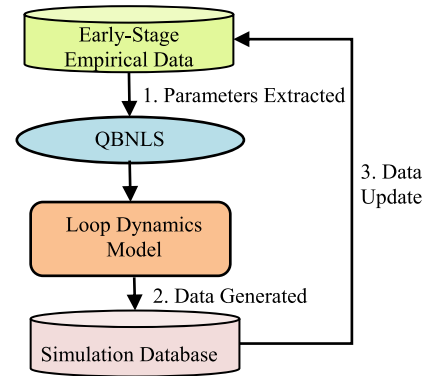 Early-Stage
Empirical Data
1. Parameters Extracted
QBNLS
3. Data
Update
Loop Dynamics
Model
2. Data Generated
Simulation Database